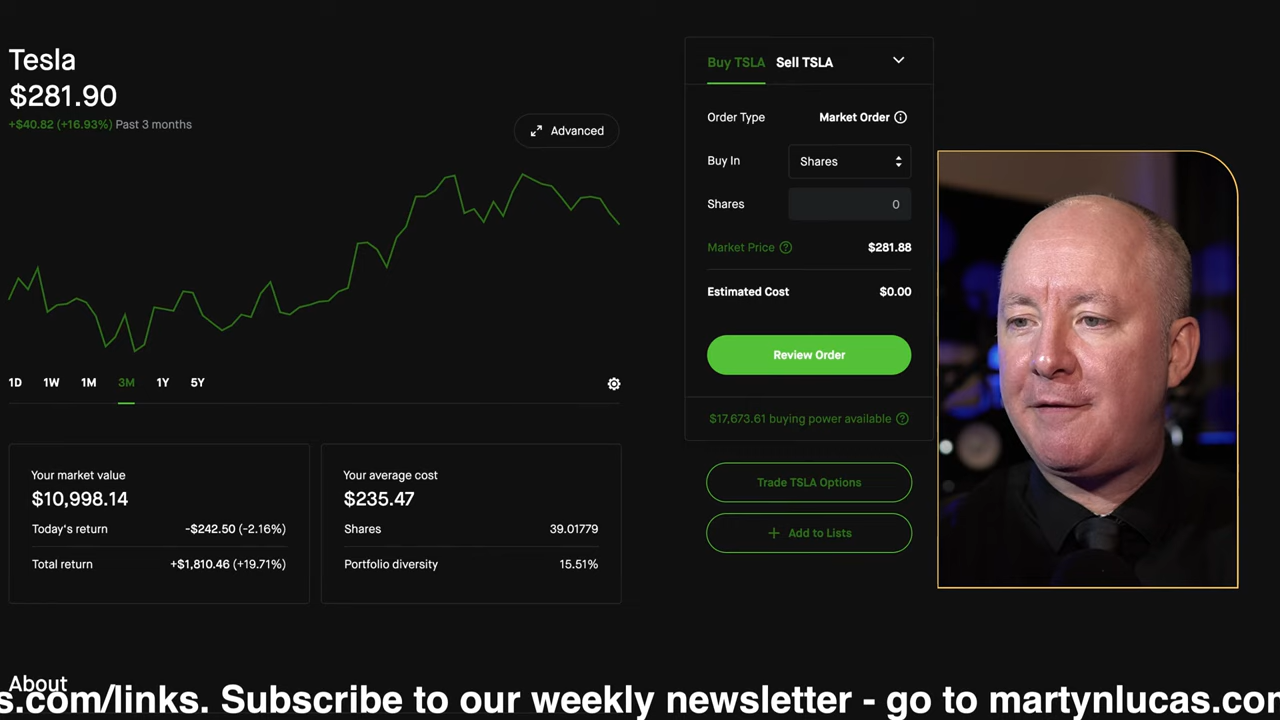 Tesla
$281.90
+$40.82 (+16.93%) Past 3 months
Advanced
1D 1W 1M 3M 1Y 5Y
Your market value
$10,998.14
Today's return -$242.50 (-2.16%)
Total return +$1,810.46 (+19.71%)
Your average cost
$235.47
Shares 39.01779
Portfolio diversity 15.51%
Buy TSLA Sell TSLA
Order Type Market Order
Buy In Shares
Shares 0
Market Price $281.88
Estimated Cost $0.00
Review Order
$17,673.61 buying power available
Trade TSLA Options
+ Add to Lists
About
s.com/links. Subscribe to our weekly newsletter - go to martynlucas.co